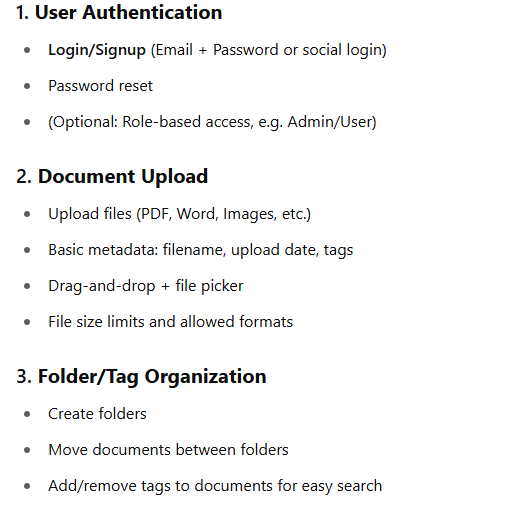 1. User Authentication
• Login/Signup (Email + Password or social login)
• Password reset
• (Optional: Role-based access, e.g. Admin/User)
2. Document Upload
• Upload files (PDF, Word, Images, etc.)
• Basic metadata: filename, upload date, tags
• Drag-and-drop + file picker
• File size limits and allowed formats
3. Folder/Tag Organization
• Create folders
• Move documents between folders
• Add/remove tags to documents for easy search